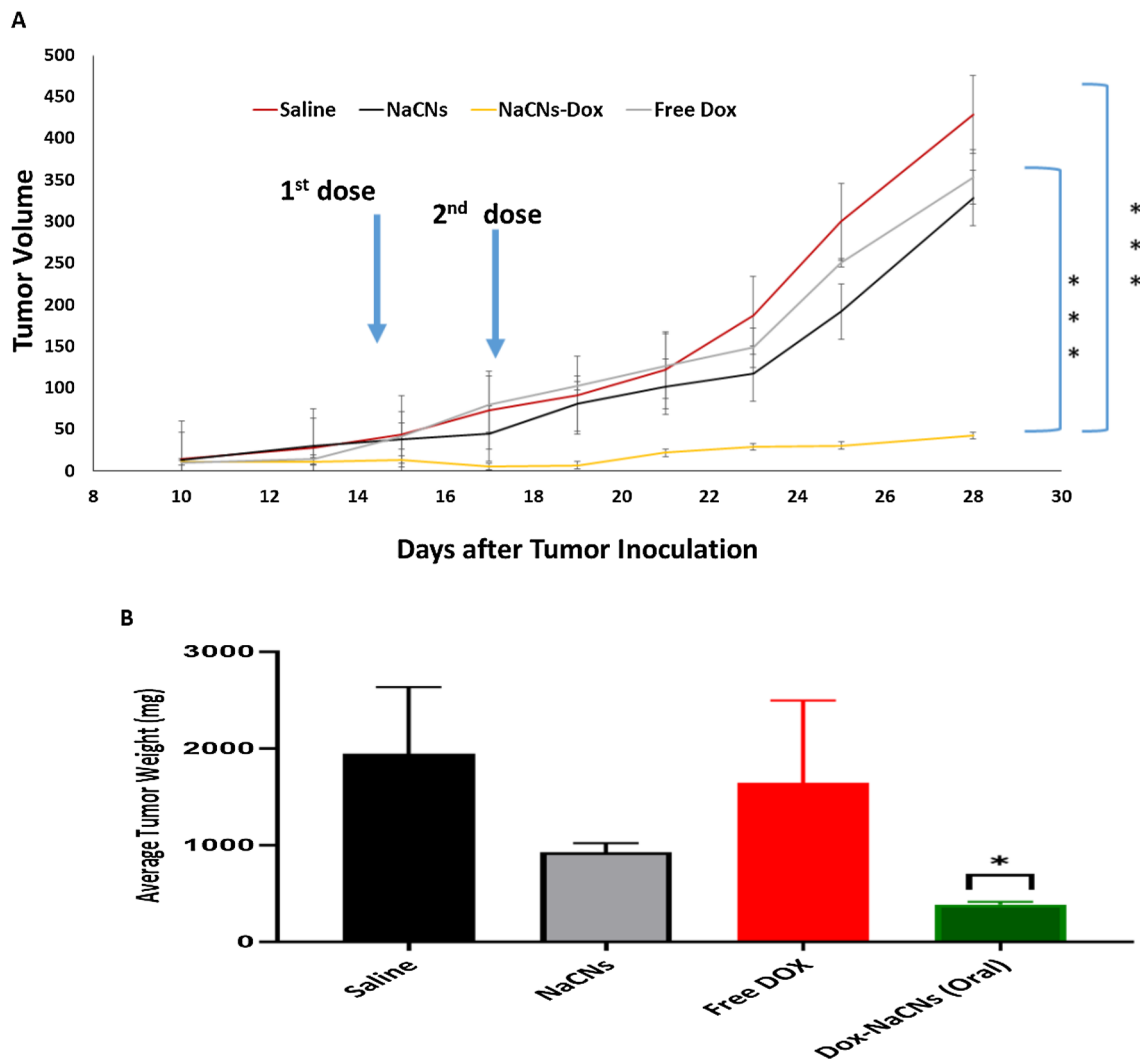 A
500
450
400
350
300
250
200
150
100
50
0
Tumor Volume
Saline NaCNs NaCNs-Dox Free Dox
1st dose
2nd dose
* * *
* * *
8 10 12 14 16 18 20 22 24 26 28 30
Days after Tumor Inoculation
B
Average Tumor Weight (mg)
3000
2000
1000
0
*
Saline
NaCNs
Free DOX
Dox-NaCNs (Oral)